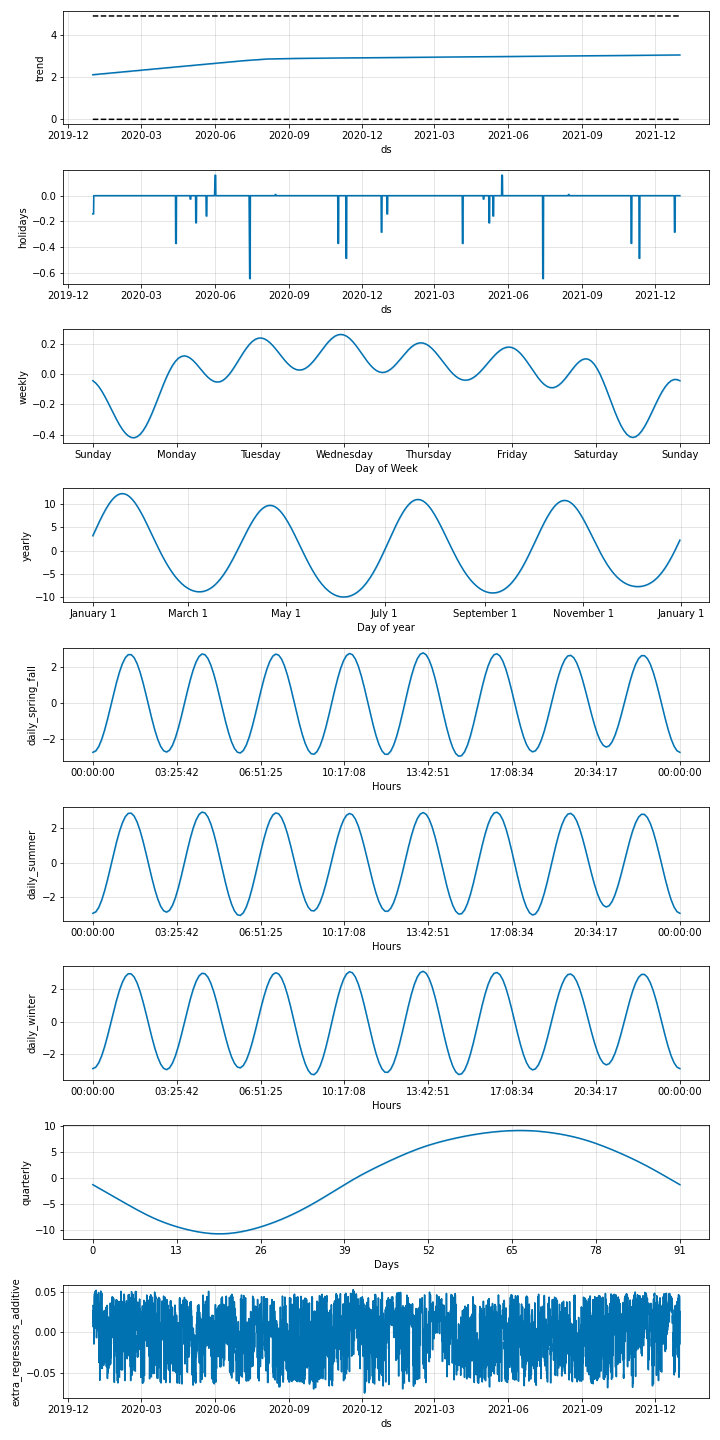 trend
4
2
0
2019-12 2020-03 2020-06 2020-09 2020-12 2021-03 2021-06 2021-09 2021-12
ds
holidays
0.0
−0.2
−0.4
−0.6
2019-12 2020-03 2020-06 2020-09 2020-12 2021-03 2021-06 2021-09 2021-12
ds
weekly
0.2
0.0
−0.2
−0.4
Sunday Monday Tuesday Wednesday Thursday Friday Saturday Sunday
Day of Week
yearly
10
5
0
−5
−10
January 1 March 1 May 1 July 1 September 1 November 1 January 1
Day of year
daily_spring_fall
2
0
−2
00:00:00 03:25:42 06:51:25 10:17:08 13:42:51 17:08:34 20:34:17 00:00:00
Hours
daily_summer
2
0
−2
00:00:00 03:25:42 06:51:25 10:17:08 13:42:51 17:08:34 20:34:17 00:00:00
Hours
daily_winter
2
0
−2
00:00:00 03:25:42 06:51:25 10:17:08 13:42:51 17:08:34 20:34:17 00:00:00
Hours
quarterly
10
5
0
−5
−10
0 13 26 39 52 65 78 91
Days
extra_regressors_additive
0.05
0.00
−0.05
2019-12 2020-03 2020-06 2020-09 2020-12 2021-03 2021-06 2021-09 2021-12
ds